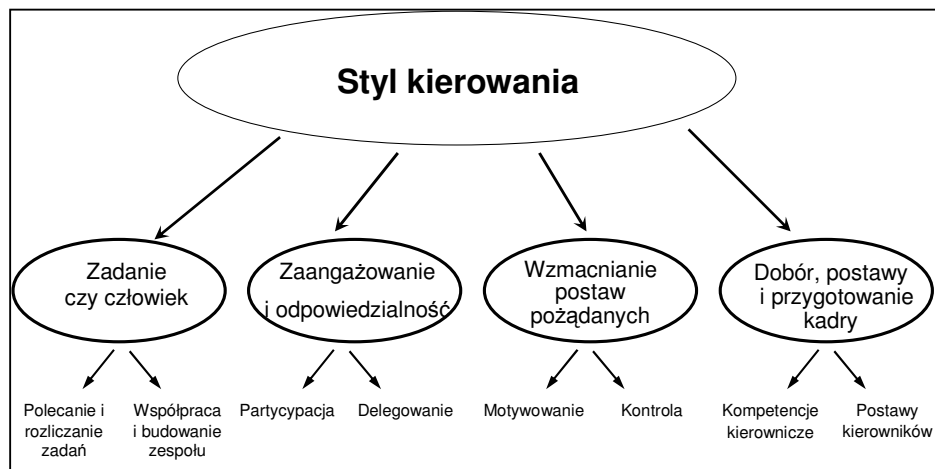 Styl kierowania
Zadanie
czy człowiek
Zaangażowanie
i odpowiedzialność
Wzmacnianie
postaw
pożądanych
Dobór, postawy
i przygotowanie
kadry
Polecanie i
rozliczanie
zadań
Współpraca
i budowanie
zespołu
Partycypacja
Delegowanie
Motywowanie
Kontrola
Kompetencje
kierownicze
Postawy
kierowników